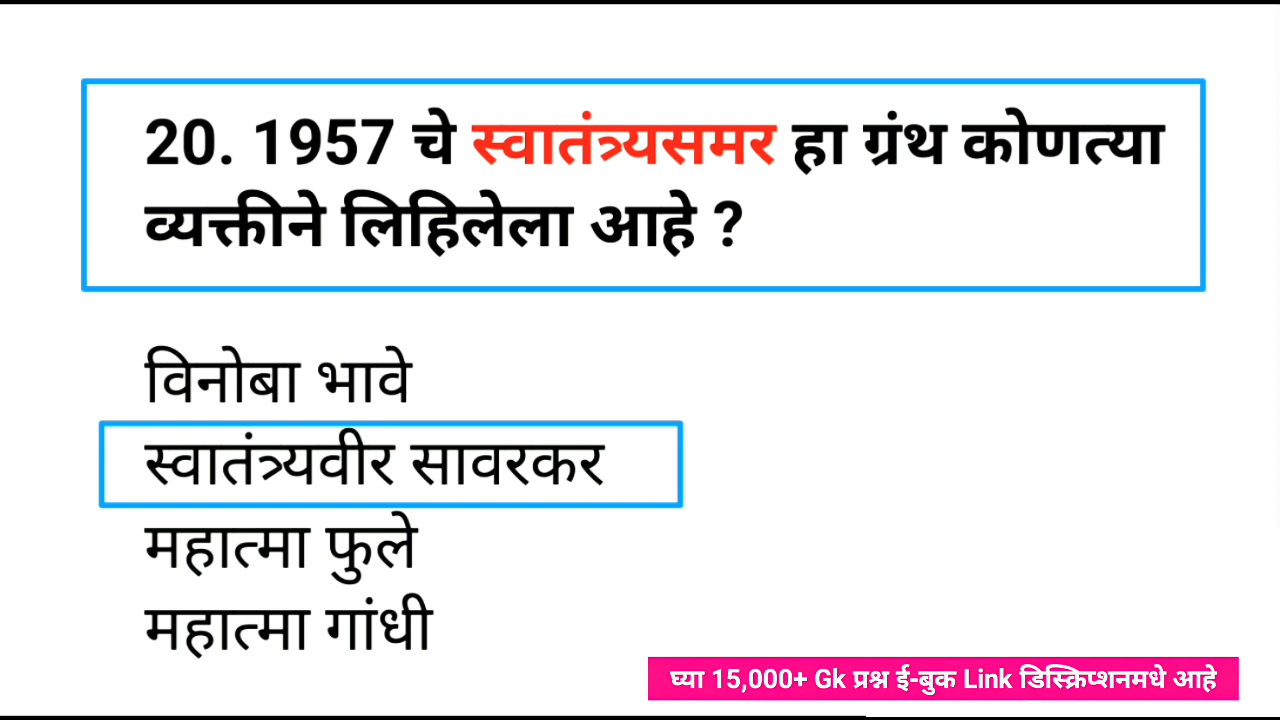 20. 1957 चे स्वातंत्र्यसमर हा ग्रंथ कोणत्या
व्यक्तीने लिहिलेला आहे ?
विनोबा भावे
स्वातंत्र्यवीर सावरकर
महात्मा फुले
महात्मा गांधी
घ्या 15,000+ Gk प्रश्न ई-बुक Link डिस्क्रिप्शनमधे आहे